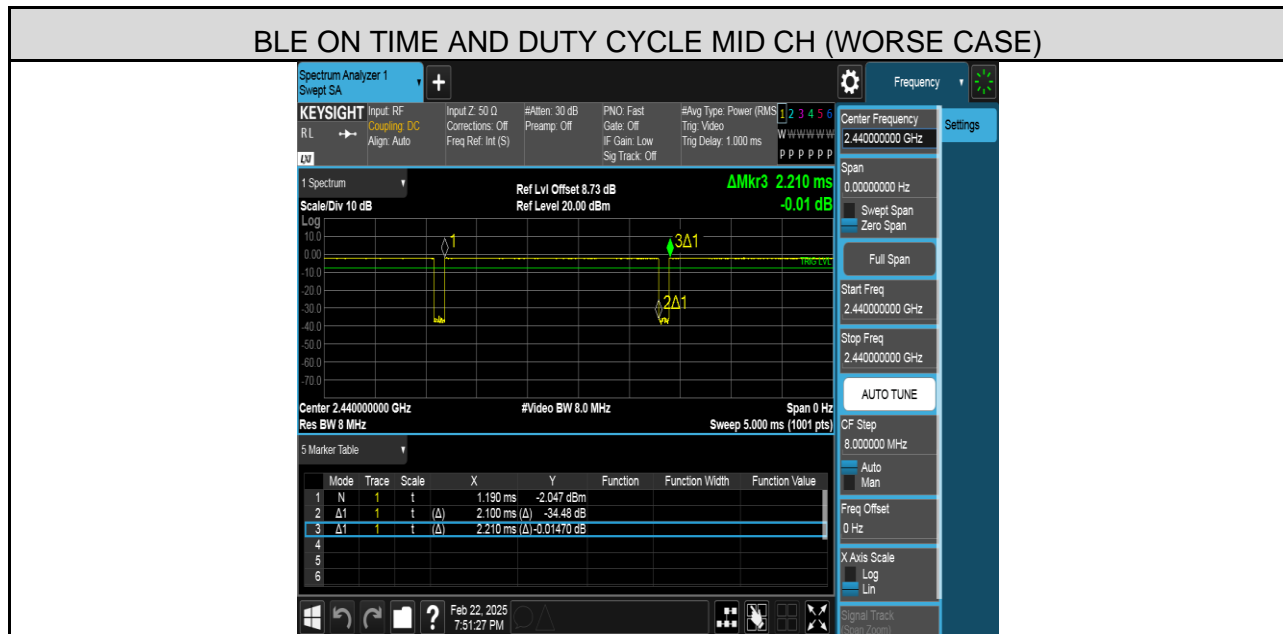 BLE ON TIME AND DUTY CYCLE MID CH (WORSE CASE)
Spectrum Analyzer 1
Swept SA
+
Frequency
KEYSIGHT Input: RF Input Z: 50 Ω #Atten: 30 dB PNO: Fast #Avg Type: Power (RMS 1 2 3 4 5 6
RL Coupling: DC Corrections: Off Preamp: Off Gate: Off Trig: Video W W W W W W
Align: Auto Freq Ref: Int (S) IF Gain: Low Trig Delay: 1.000 ms
LXI Sig Track: Off P P P P P P
1 Spectrum
Ref Lvl Offset 8.73 dB ΔMkr3 2.210 ms
Scale/Div 10 dB Ref Level 20.00 dBm -0.01 dB
Log
10.0
0.00
-10.0
-20.0
-30.0
-40.0
-50.0
-60.0
-70.0
1
3Δ1
TRIG LVL
2Δ1
Center 2.440000000 GHz #Video BW 8.0 MHz Span 0 Hz
Res BW 8 MHz Sweep 5.000 ms (1001 pts)
5 Marker Table
Mode Trace Scale X Y Function Function Width Function Value
1 N 1 t 1.190 ms -2.047 dBm
2 Δ1 1 t (Δ) 2.100 ms (Δ) -34.48 dB
3 Δ1 1 t (Δ) 2.210 ms (Δ) -0.01470 dB
4
5
6
?
Feb 22, 2025
7:51:27 PM
Settings
Center Frequency
2.440000000 GHz
Span
0.00000000 Hz
Swept Span
Zero Span
Full Span
Start Freq
2.440000000 GHz
Stop Freq
2.440000000 GHz
AUTO TUNE
CF Step
8.000000 MHz
Auto
Man
Freq Offset
0 Hz
X Axis Scale
Log
Lin
Signal Track
(Span Zoom)